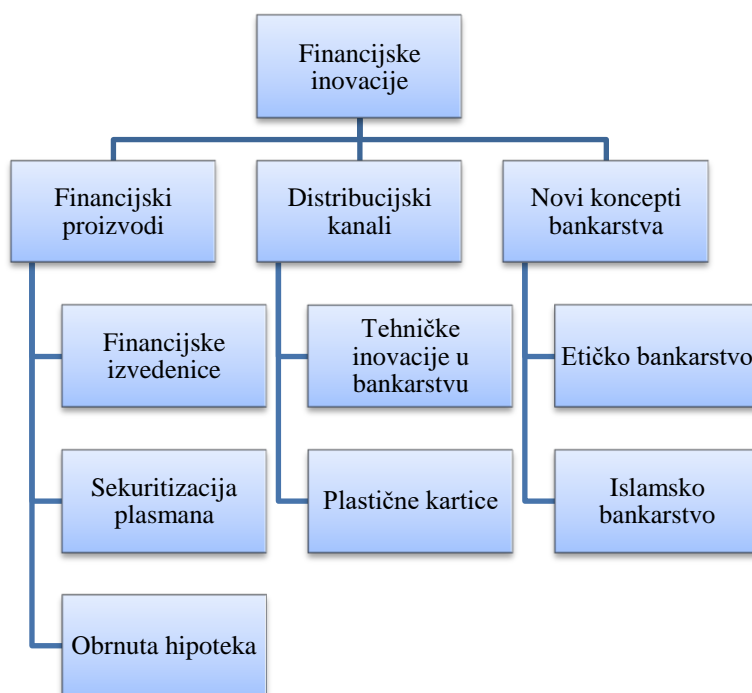 Financijske
inovacije
Financijski
proizvodi
Financijske
izvedenice
Sekuritizacija
plasmana
Obrnuta hipoteka
Distribucijski
kanali
Tehničke
inovacije u
bankarstvu
Plastične kartice
Novi koncepti
bankarstva
Etičko bankarstvo
Islamsko
bankarstvo